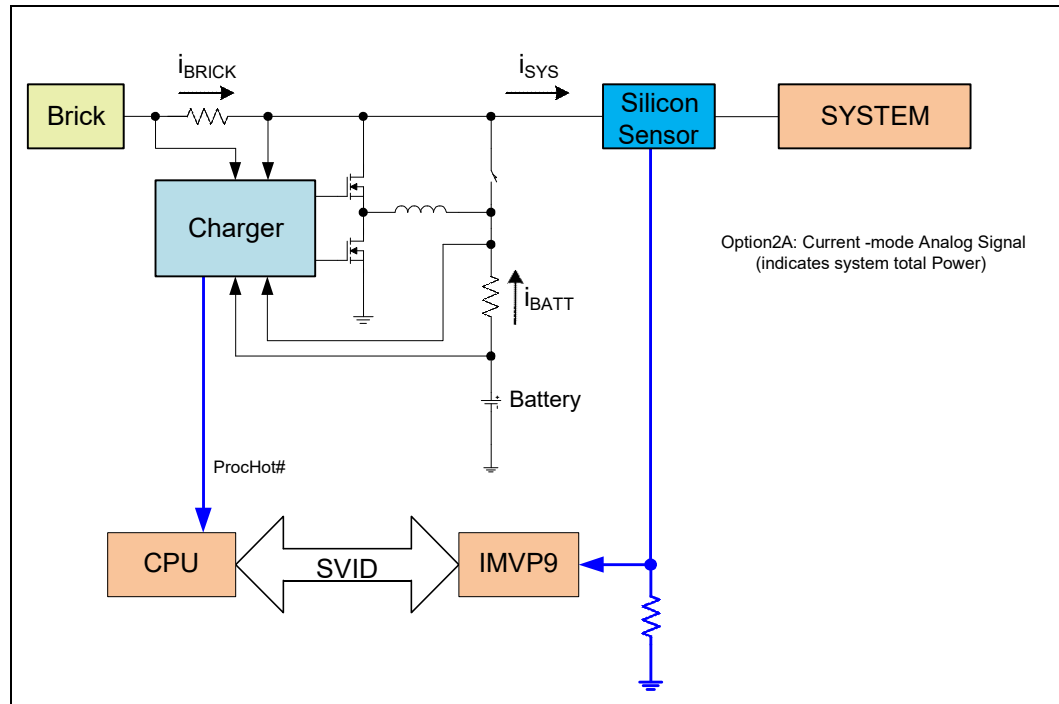 iBRICK
iSYS
Brick
Silicon
Sensor
SYSTEM
Charger
Option2A: Current -mode Analog Signal
(indicates system total Power)
iBATT
Battery
ProcHot#
CPU
SVID
IMVP9